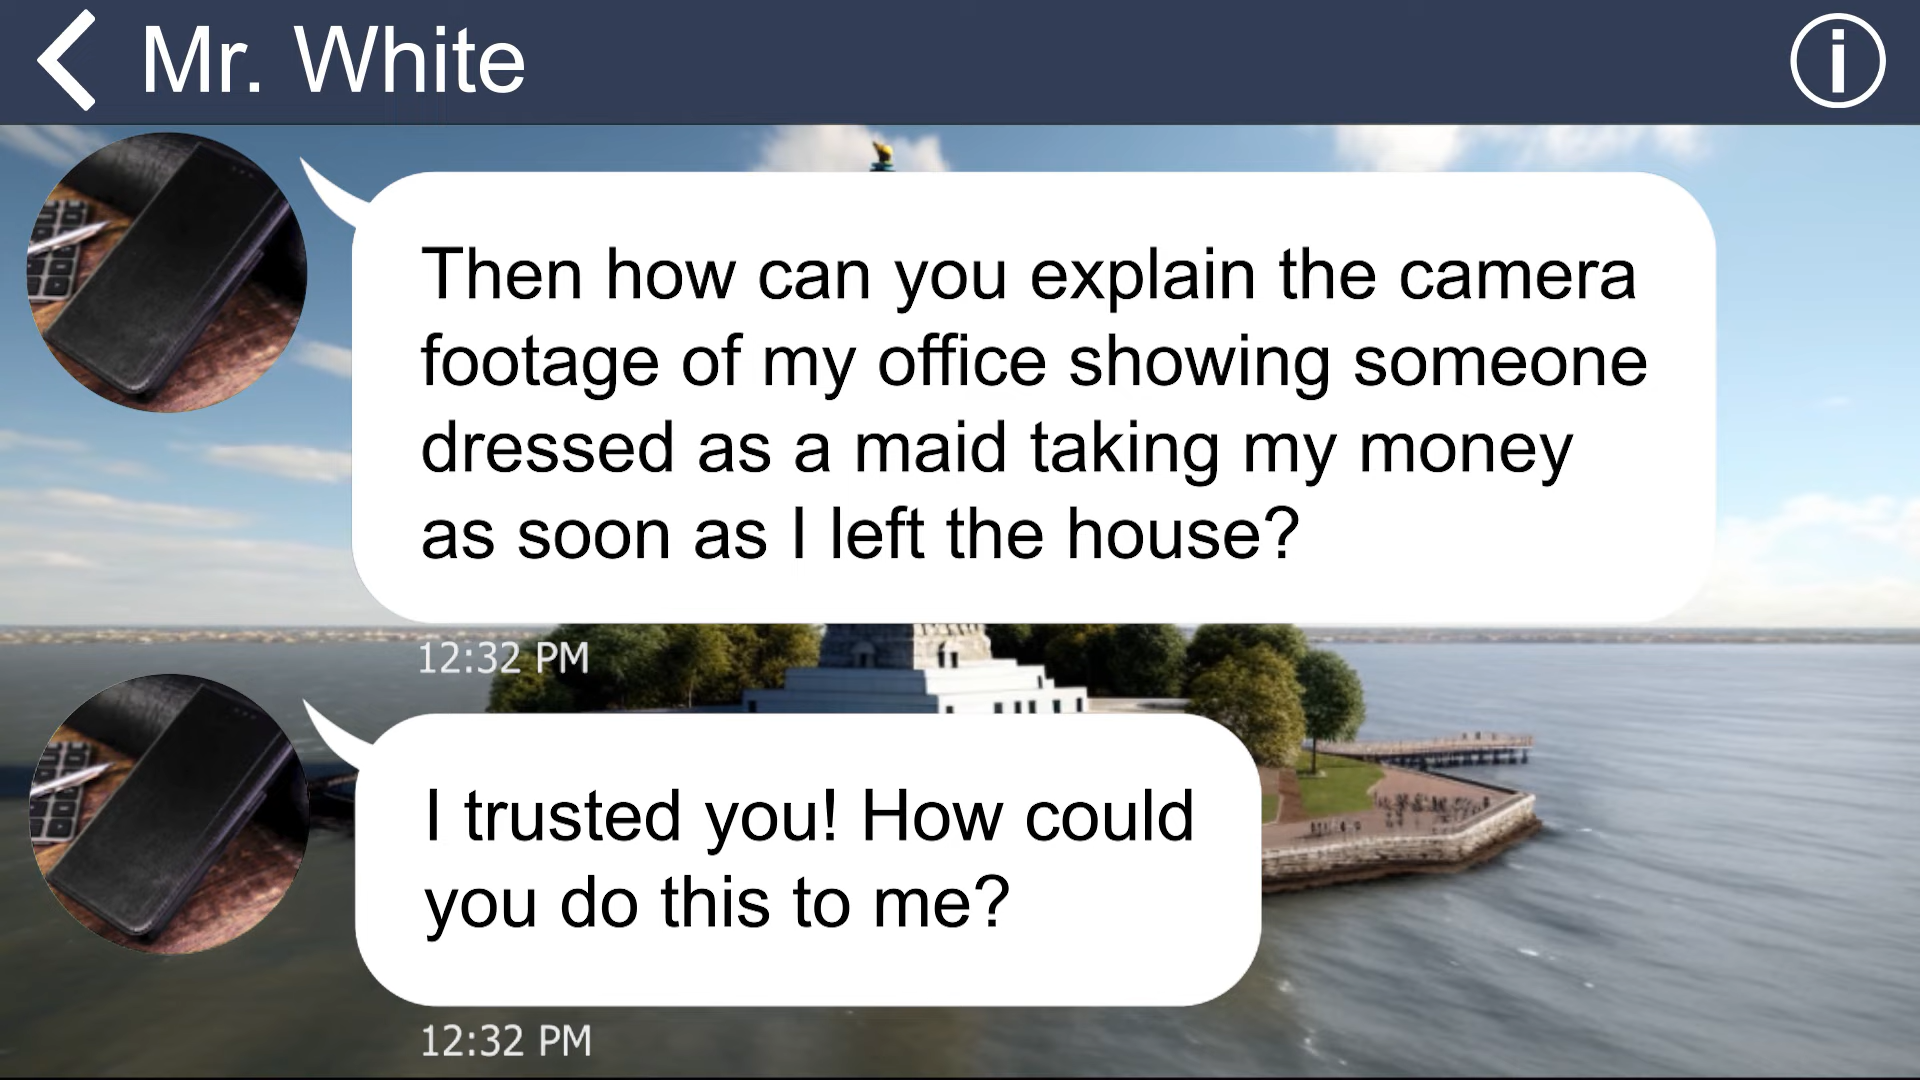 Mr. White
Then how can you explain the camera
footage of my office showing someone
dressed as a maid taking my money
as soon as I left the house?
12:32 PM
I trusted you! How could
you do this to me?
12:32 PM